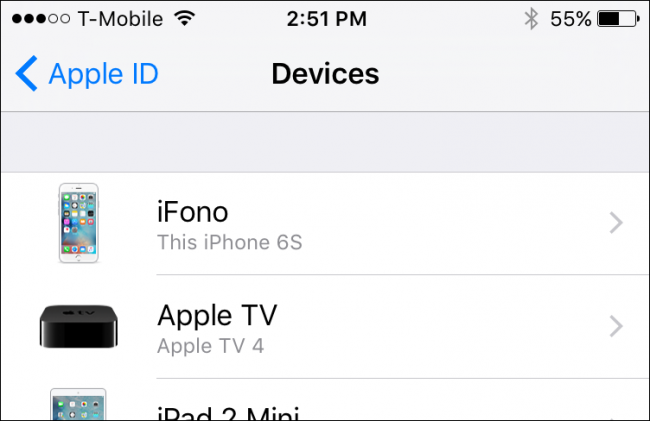 T-Mobile 2:51 PM 55%
Apple ID Devices
iFono
This iPhone 6S
tv
Apple TV
Apple TV 4
iPad 2 Mini